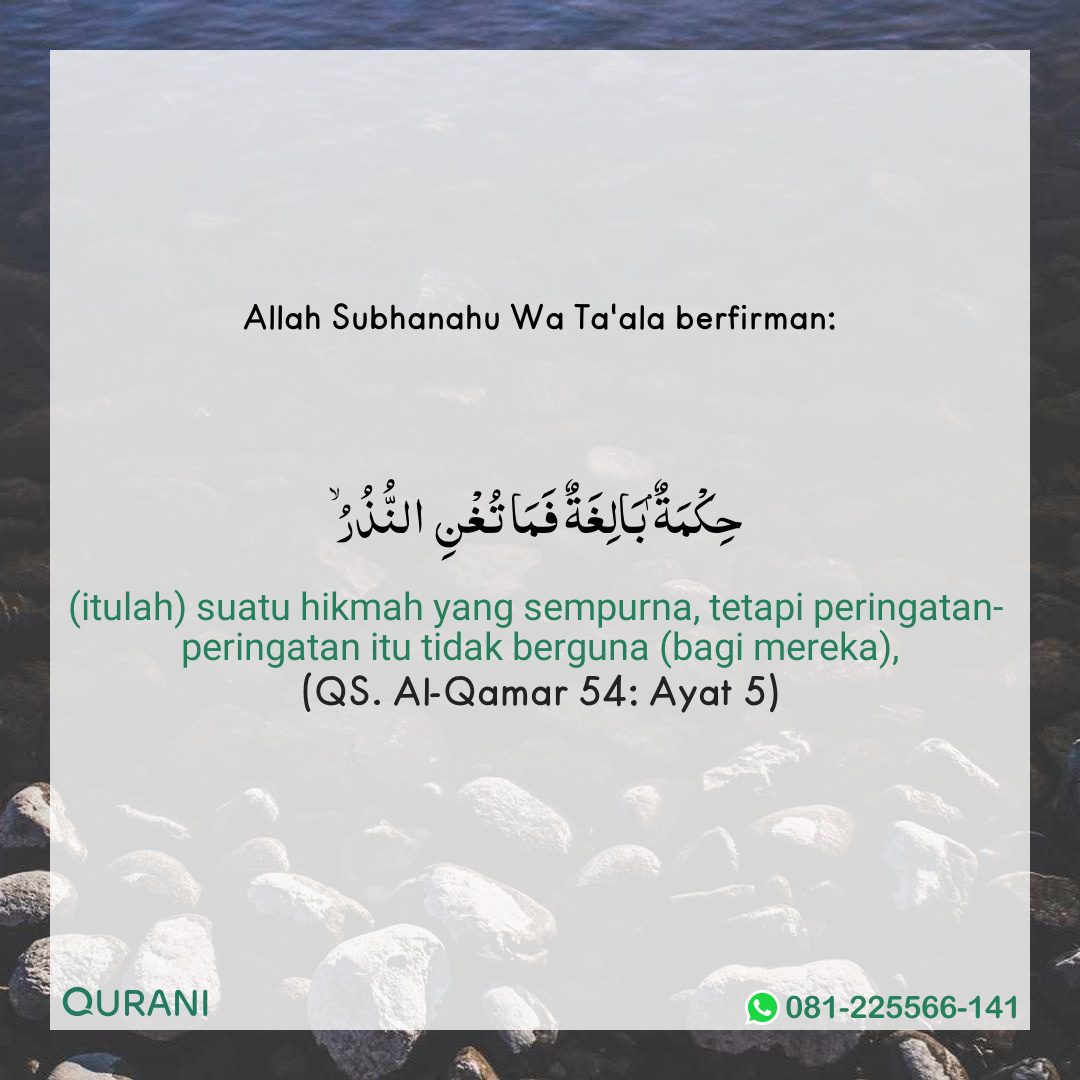 Allah Subhanahu Wa Ta'ala berfirman:
حِكْمَةٌ ۢ بَالِغَةٌ فَمَا تُغْنِ النُّذُرُۙ
(itulah) suatu hikmah yang sempurna, tetapi peringatan-
peringatan itu tidak berguna (bagi mereka),
(QS. Al-Qamar 54: Ayat 5)
QURANI
081-225566-141